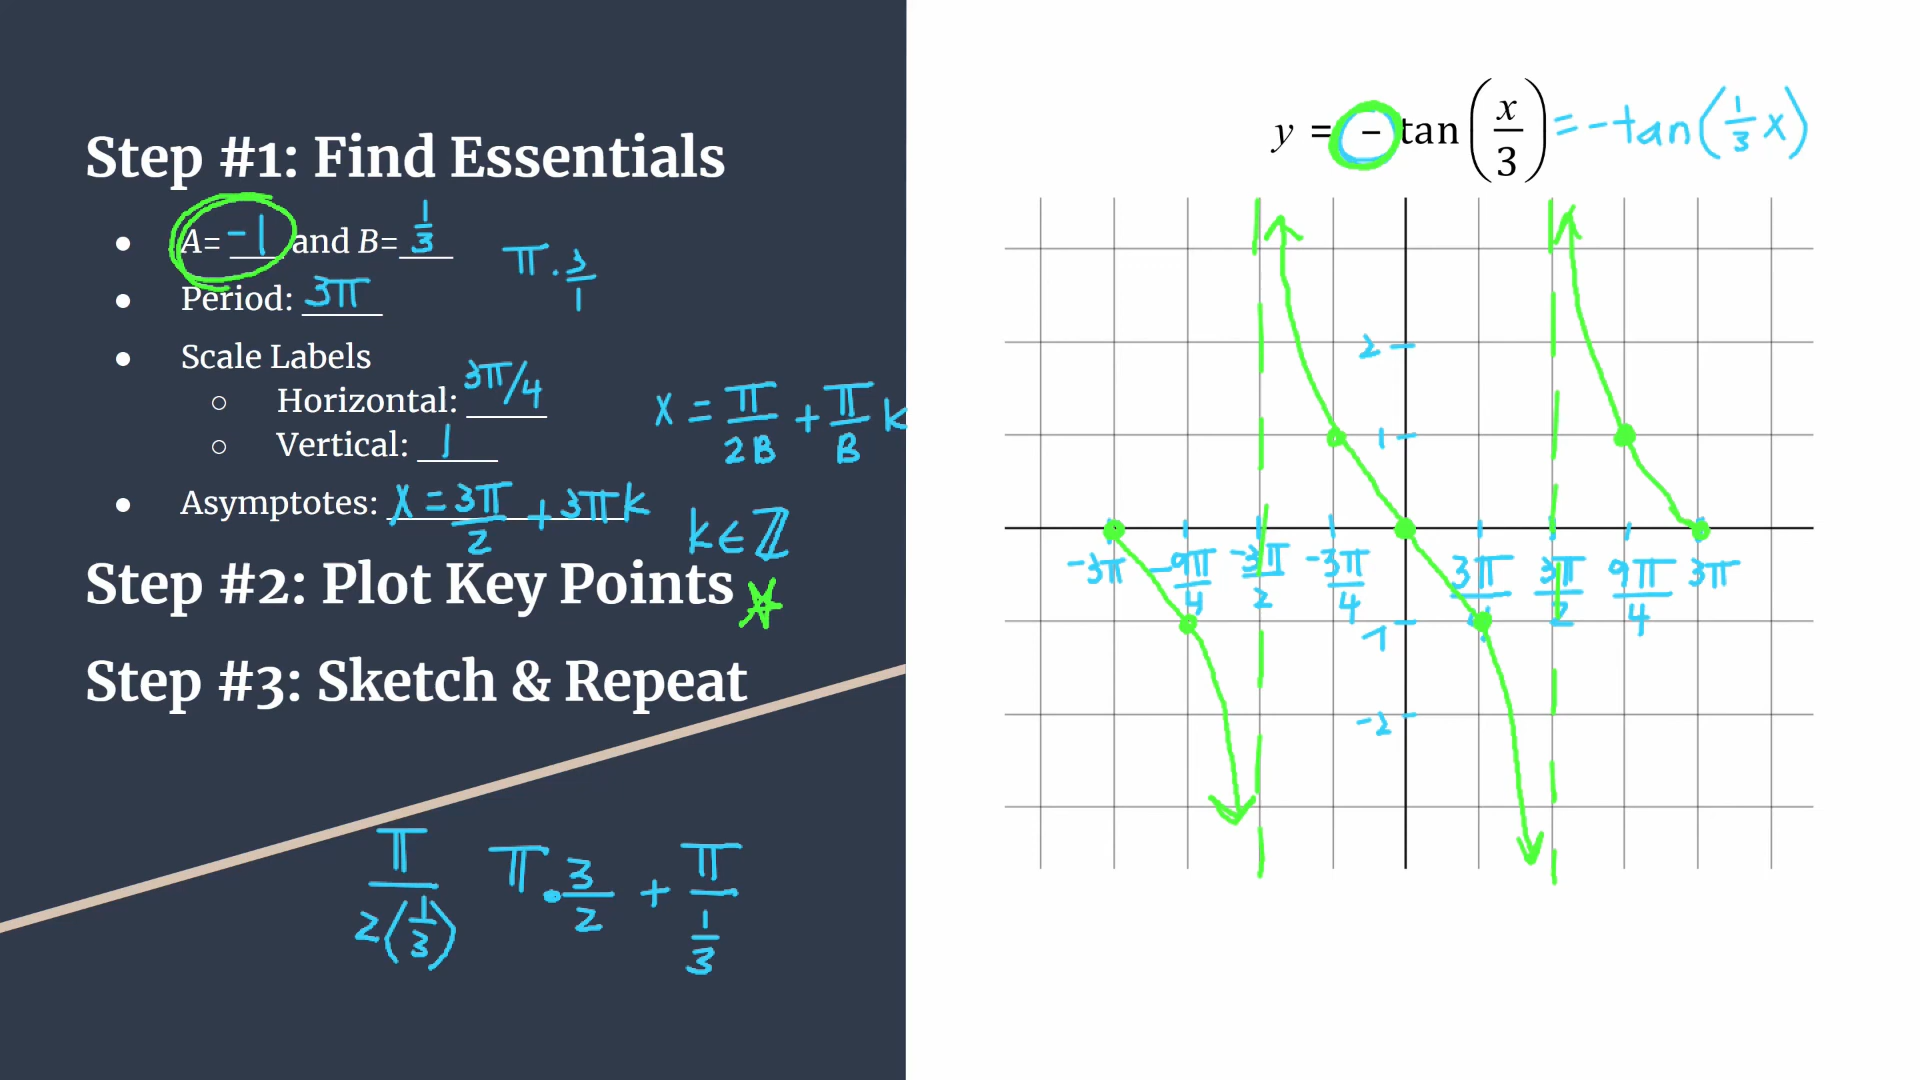 Step #1: Find Essentials
● A= -1 and B= 1/3 π · 3/1
● Period: 3π
● Scale Labels
○ Horizontal: 3π/4
○ Vertical: 1
x = π/2B + π/B k
● Asymptotes: x = 3π/2 + 3πk k ∈ ℤ
Step #2: Plot Key Points
Step #3: Sketch & Repeat
π/2(1/3) π · 3/2 + π/(1/3)
y = − tan(x/3) = -tan(1/3 x)
2
1
-3π -9π/4 -3π/2 -3π/4 3π/4 3π/2 9π/4 3π
-1
-2